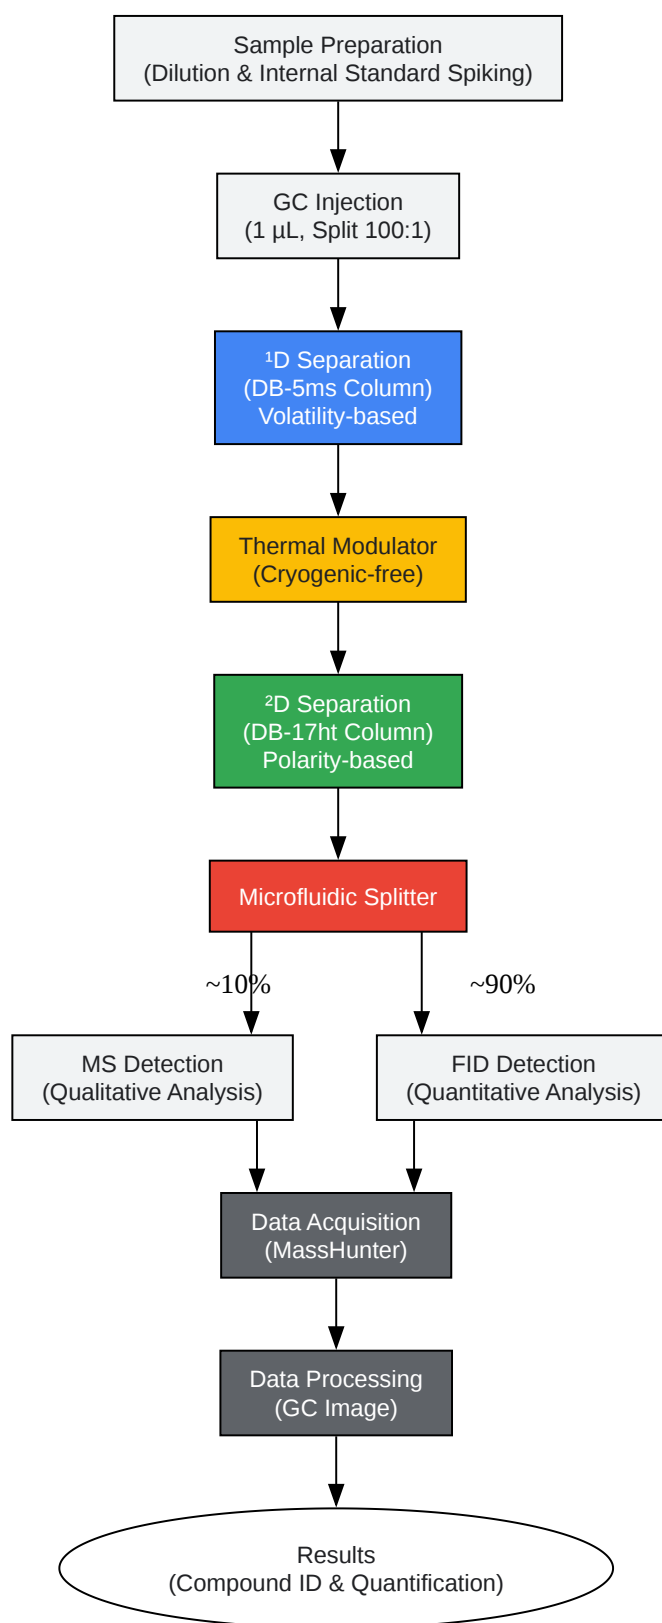 Sample Preparation
(Dilution & Internal Standard Spiking)
GC Injection
(1 µL, Split 100:1)
¹D Separation
(DB-5ms Column)
Volatility-based
Thermal Modulator
(Cryogenic-free)
²D Separation
(DB-17ht Column)
Polarity-based
Microfluidic Splitter
~10%
~90%
MS Detection
(Qualitative Analysis)
FID Detection
(Quantitative Analysis)
Data Acquisition
(MassHunter)
Data Processing
(GC Image)
Results
(Compound ID & Quantification)